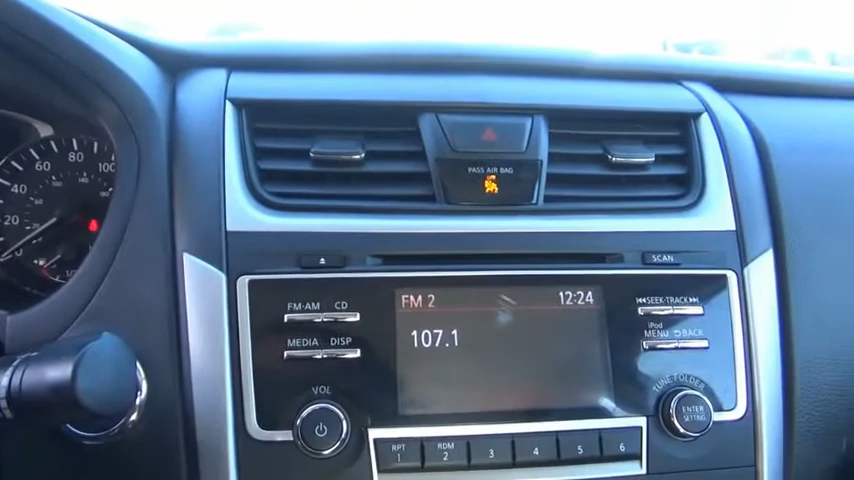 PASS AIR BAG
SCAN
FM·AM CD
MEDIA DISP
VOL
FM 2 12:24
107.1
SEEK·TRACK
iPod
MENU BACK
TUNE·FOLDER
ENTER
SETTING
RPT
1
RDM
2
3
4
5
6
60
80
100
40
20